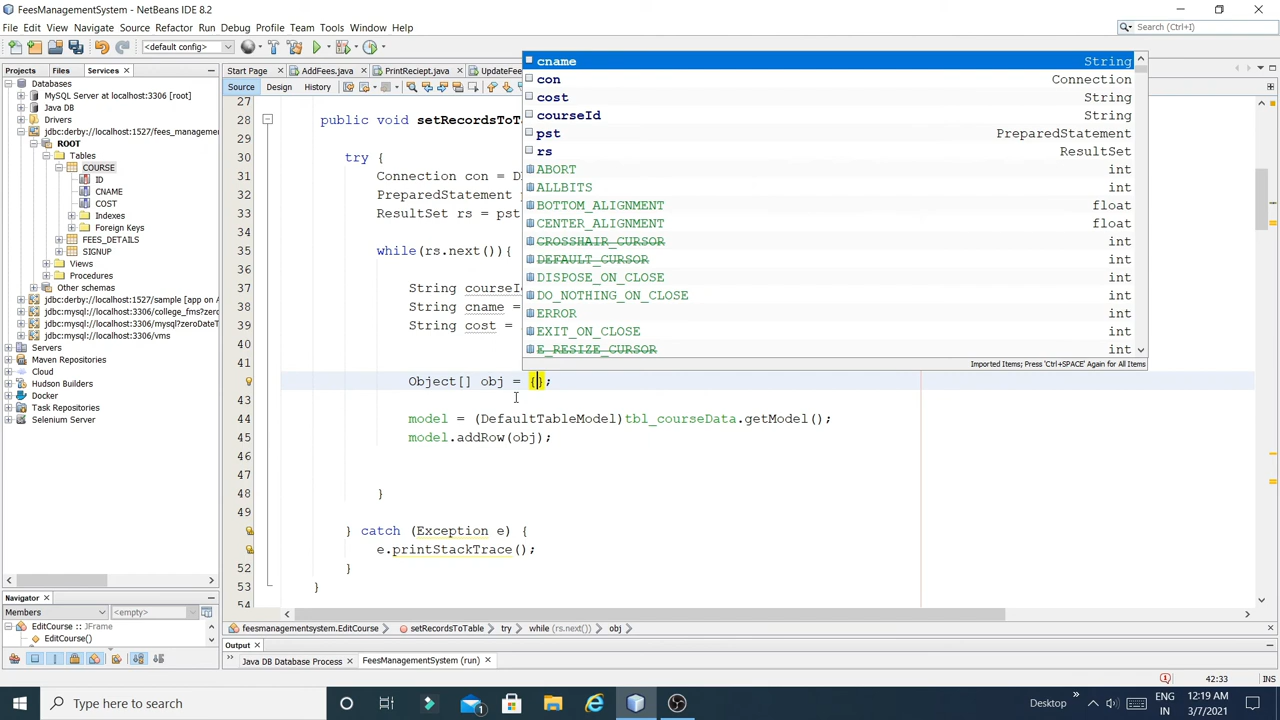 FeesManagementSystem - NetBeans IDE 8.2
File Edit View Navigate Source Refactor Run Debug Profile Team Tools Window Help
Search (Ctrl+I)
<default config>
Projects Files Services
Start Page AddFees.java PrintReciept.java UpdateFee
Source Design History
Databases
MySQL Server at localhost:3306 [root]
Java DB
Drivers
jdbc:derby://localhost:1527/fees_manageme
ROOT
Tables
COURSE
ID
CNAME
COST
Indexes
Foreign Keys
FEES_DETAILS
SIGNUP
Views
Procedures
Other schemas
jdbc:derby://localhost:1527/sample [app on A
jdbc:mysql://localhost:3306/college_fms?zero
jdbc:mysql://localhost:3306/mysql?zeroDateT
jdbc:mysql://localhost:3306/vms
Servers
Maven Repositories
Cloud
Hudson Builders
Docker
Task Repositories
Selenium Server
Navigator
Members <empty>
EditCourse :: JFrame
EditCourse()
27
28 public void setRecordsToT
29
30 try {
31 Connection con = D
32 PreparedStatement
33 ResultSet rs = pst
34
35 while(rs.next()){
36
37 String courseI
38 String cname =
39 String cost =
40
41
Object[] obj = {};
43
44 model = (DefaultTableModel)tbl_courseData.getModel();
45 model.addRow(obj);
46
47
48 }
49
} catch (Exception e) {
e.printStackTrace();
52 }
53 }
54
cname String
con Connection
cost String
courseId String
pst PreparedStatement
rs ResultSet
ABORT int
ALLBITS int
BOTTOM_ALIGNMENT float
CENTER_ALIGNMENT float
CROSSHAIR_CURSOR int
DEFAULT_CURSOR int
DISPOSE_ON_CLOSE int
DO_NOTHING_ON_CLOSE int
ERROR int
EXIT_ON_CLOSE int
E_RESIZE_CURSOR int
Imported Items; Press 'Ctrl+SPACE' Again for All Items
feesmanagementsystem.EditCourse setRecordsToTable try while (rs.next()) obj
Output
Java DB Database Process FeesManagementSystem (run)
42:33 INS
Type here to search
1
Desktop
ENG
IN
12:19 AM
3/7/2021